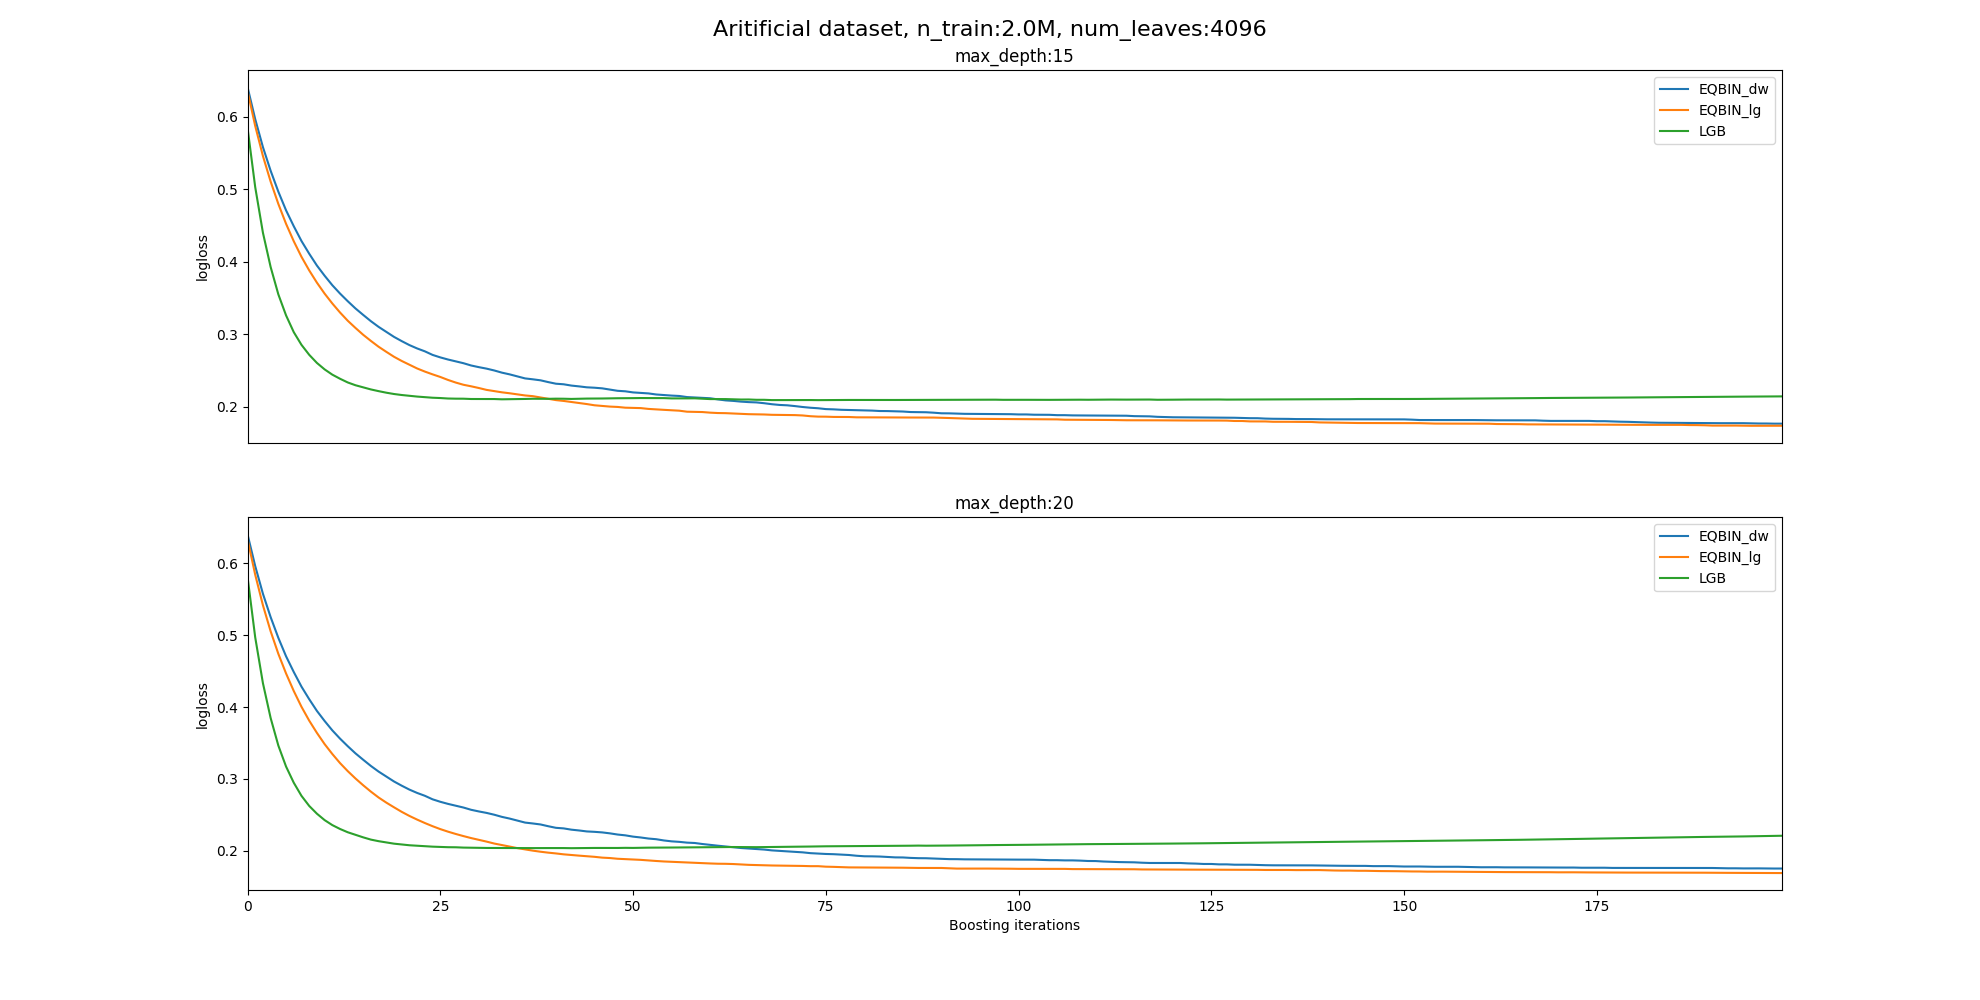 Aritificial dataset, n_train:2.0M, num_leaves:4096
max_depth:15
EQBIN_dw
EQBIN_lg
LGB
logloss
0.6
0.5
0.4
0.3
0.2
max_depth:20
EQBIN_dw
EQBIN_lg
LGB
logloss
0.6
0.5
0.4
0.3
0.2
0 25 50 75 100 125 150 175
Boosting iterations